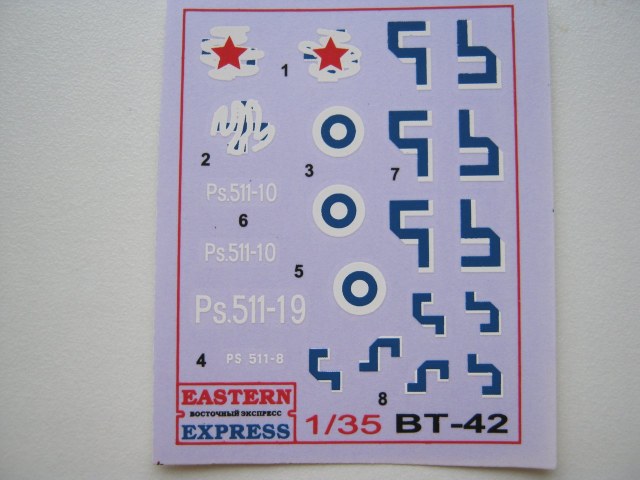 1
2
3
7
Ps.511-10
6
Ps.511-10
5
Ps.511-19
4
PS 511-8
8
EASTERN
ВОСТОЧНЫЙ ЭКСПРЕСС
EXPRESS
1/35 BT-42